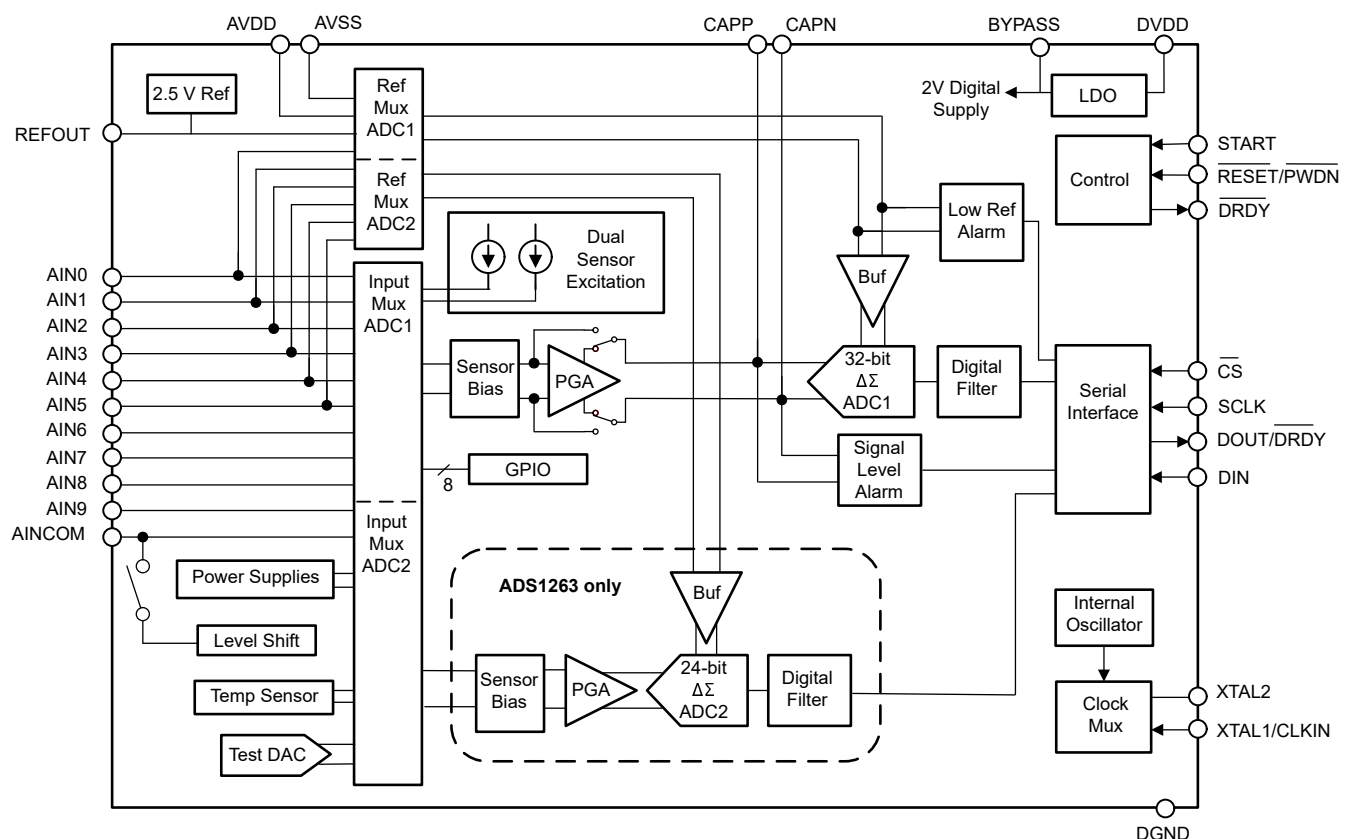 AVDD
AVSS
CAPP
CAPN
BYPASS
DVDD
2.5 V Ref
REFOUT
Ref
Mux
ADC1
Ref
Mux
ADC2
2V Digital
Supply
LDO
Control
START
RESET/PWDN
DRDY
Low Ref
Alarm
Dual
Sensor
Excitation
Buf
AIN0
AIN1
AIN2
AIN3
AIN4
AIN5
AIN6
AIN7
AIN8
AIN9
AINCOM
Input
Mux
ADC1
Sensor
Bias
PGA
32-bit
ΔΣ
ADC1
Digital
Filter
Serial
Interface
CS
SCLK
DOUT/DRDY
DIN
GPIO
8
Signal
Level
Alarm
Input
Mux
ADC2
Power Supplies
Level Shift
Temp Sensor
Test DAC
ADS1263 only
Buf
Sensor
Bias
PGA
24-bit
ΔΣ
ADC2
Digital
Filter
Internal
Oscillator
Clock
Mux
XTAL2
XTAL1/CLKIN
DGND